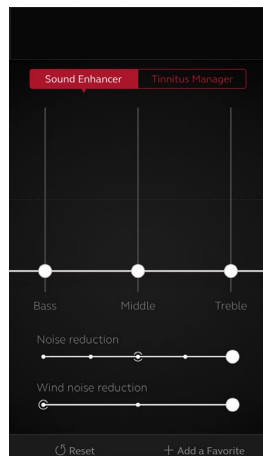 Sound Enhancer
Tinnitus Manager
Bass Middle Treble
Noise reduction
Wind noise reduction
Reset
+ Add a Favorite